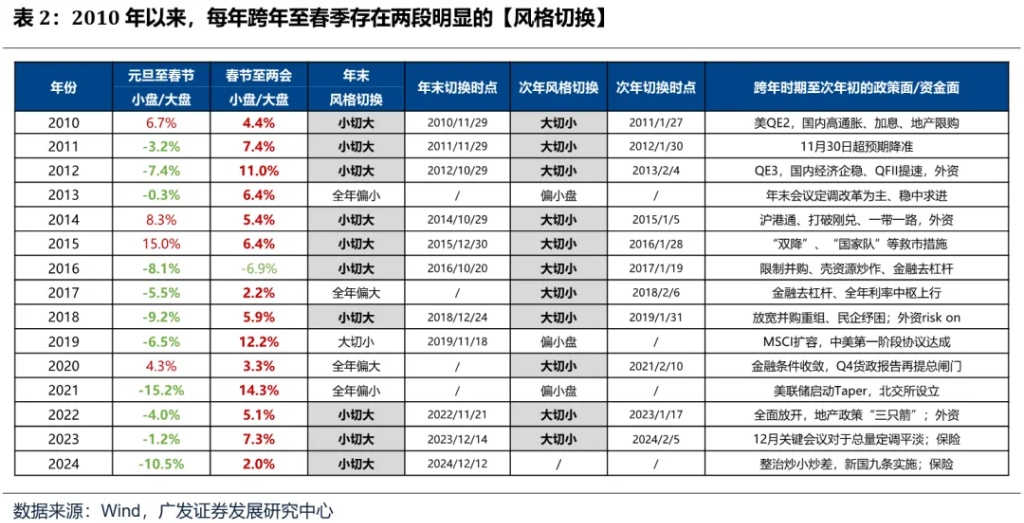 表 2：2010 年以来，每年跨年至春季存在两段明显的【风格切换】
年份 元旦至春节 小盘/大盘 春节至两会 小盘/大盘 年末 风格切换 年末切换时点 次年风格切换 次年切换时点 跨年时期至次年初的政策面/资金面
2010 6.7% 4.4% 小切大 2010/11/29 大切小 2011/1/27 美QE2，国内高通胀、加息、地产限购
2011 -3.2% 7.4% 小切大 2011/11/29 大切小 2012/1/30 11月30日超预期降准
2012 -7.4% 11.0% 小切大 2012/10/29 大切小 2013/2/4 QE3，国内经济企稳、QFII提速，外资
2013 -0.3% 6.4% 全年偏小 / 偏小盘 / 年末会议定调改革为主、稳中求进
2014 8.3% 5.4% 小切大 2014/10/29 大切小 2015/1/5 沪港通、打破刚兑、一带一路，外资
2015 15.0% 6.4% 小切大 2015/12/30 大切小 2016/1/28 “双降”、“国家队”等救市措施
2016 -8.1% -6.9% 小切大 2016/10/20 大切小 2017/1/19 限制并购、壳资源炒作、金融去杠杆
2017 -5.5% 2.2% 全年偏大 / 大切小 2018/2/6 金融去杠杆、全年利率中枢上行
2018 -9.2% 5.9% 小切大 2018/12/24 大切小 2019/1/31 放宽并购重组、民企纾困；外资risk on
2019 -6.5% 12.2% 大切小 2019/11/18 偏小盘 / MSCI扩容，中美第一阶段协议达成
2020 4.3% 3.3% 全年偏大 / 大切小 2021/2/10 金融条件收敛，Q4货政报告再提总闸门
2021 -15.2% 14.3% 全年偏小 / 偏小盘 / 美联储启动Taper，北交所设立
2022 -4.0% 5.1% 小切大 2022/11/21 大切小 2023/1/17 全面放开，地产政策“三只箭”；外资
2023 -1.2% 7.3% 小切大 2023/12/14 大切小 2024/2/5 12月关键会议对于总量定调平淡；保险
2024 -10.5% 2.0% 小切大 2024/12/12 / / 整治炒小炒差，新国九条实施；保险
数据来源：Wind，广发证券发展研究中心